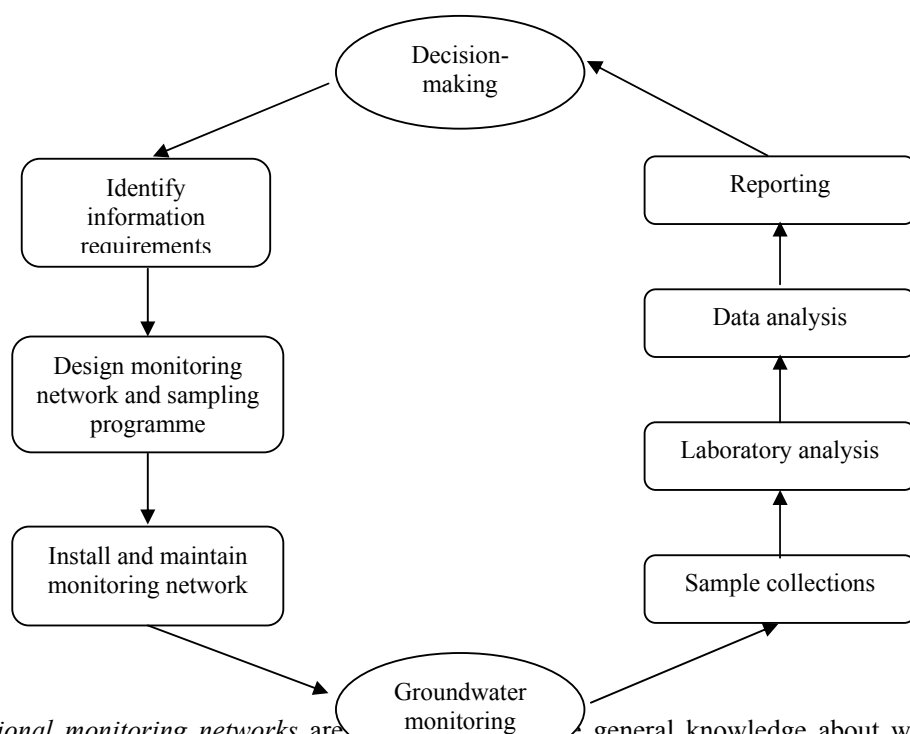 Decision-
making
Identify
information
requirements
Design monitoring
network and sampling
programme
Install and maintain
monitoring network
Groundwater
monitoring
Sample collections
Laboratory analysis
Data analysis
Reporting
monitoring networks are general knowledge about